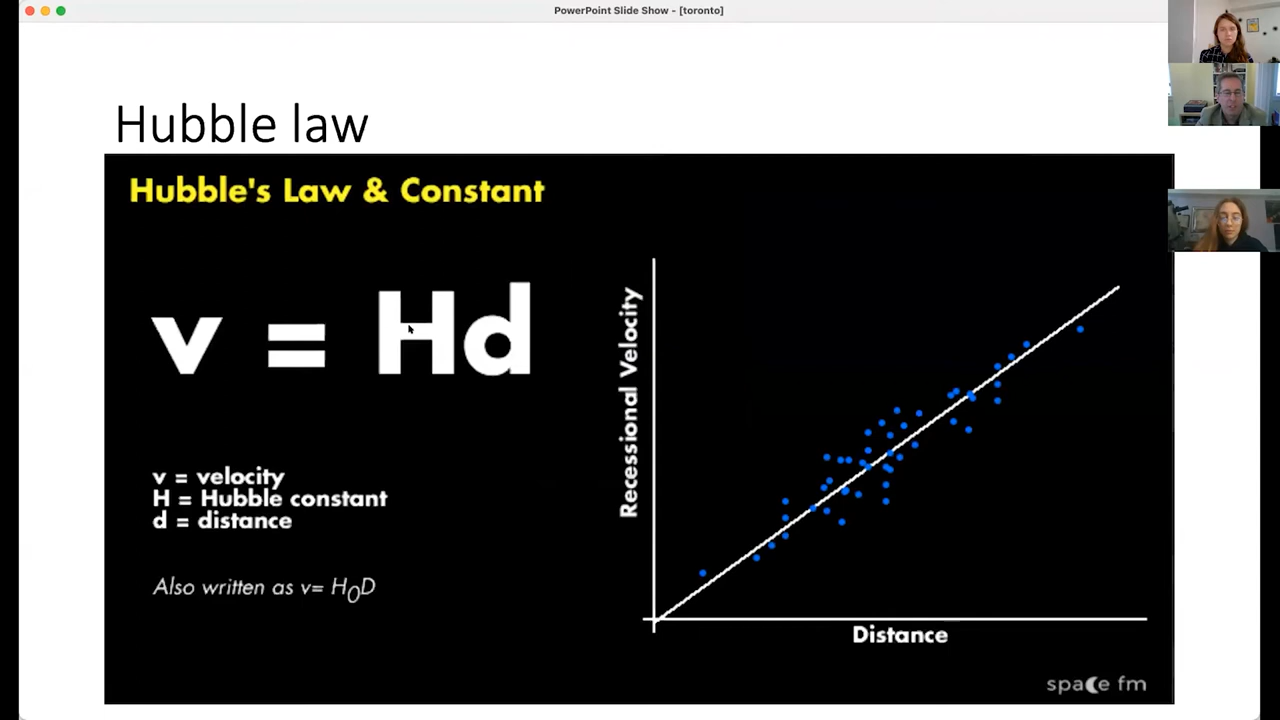 PowerPoint Slide Show - [toronto]
Hubble law
Hubble's Law & Constant
v = Hd
v = velocity
H = Hubble constant
d = distance
Also written as v= H₀D
Recessional Velocity
Distance
space fm